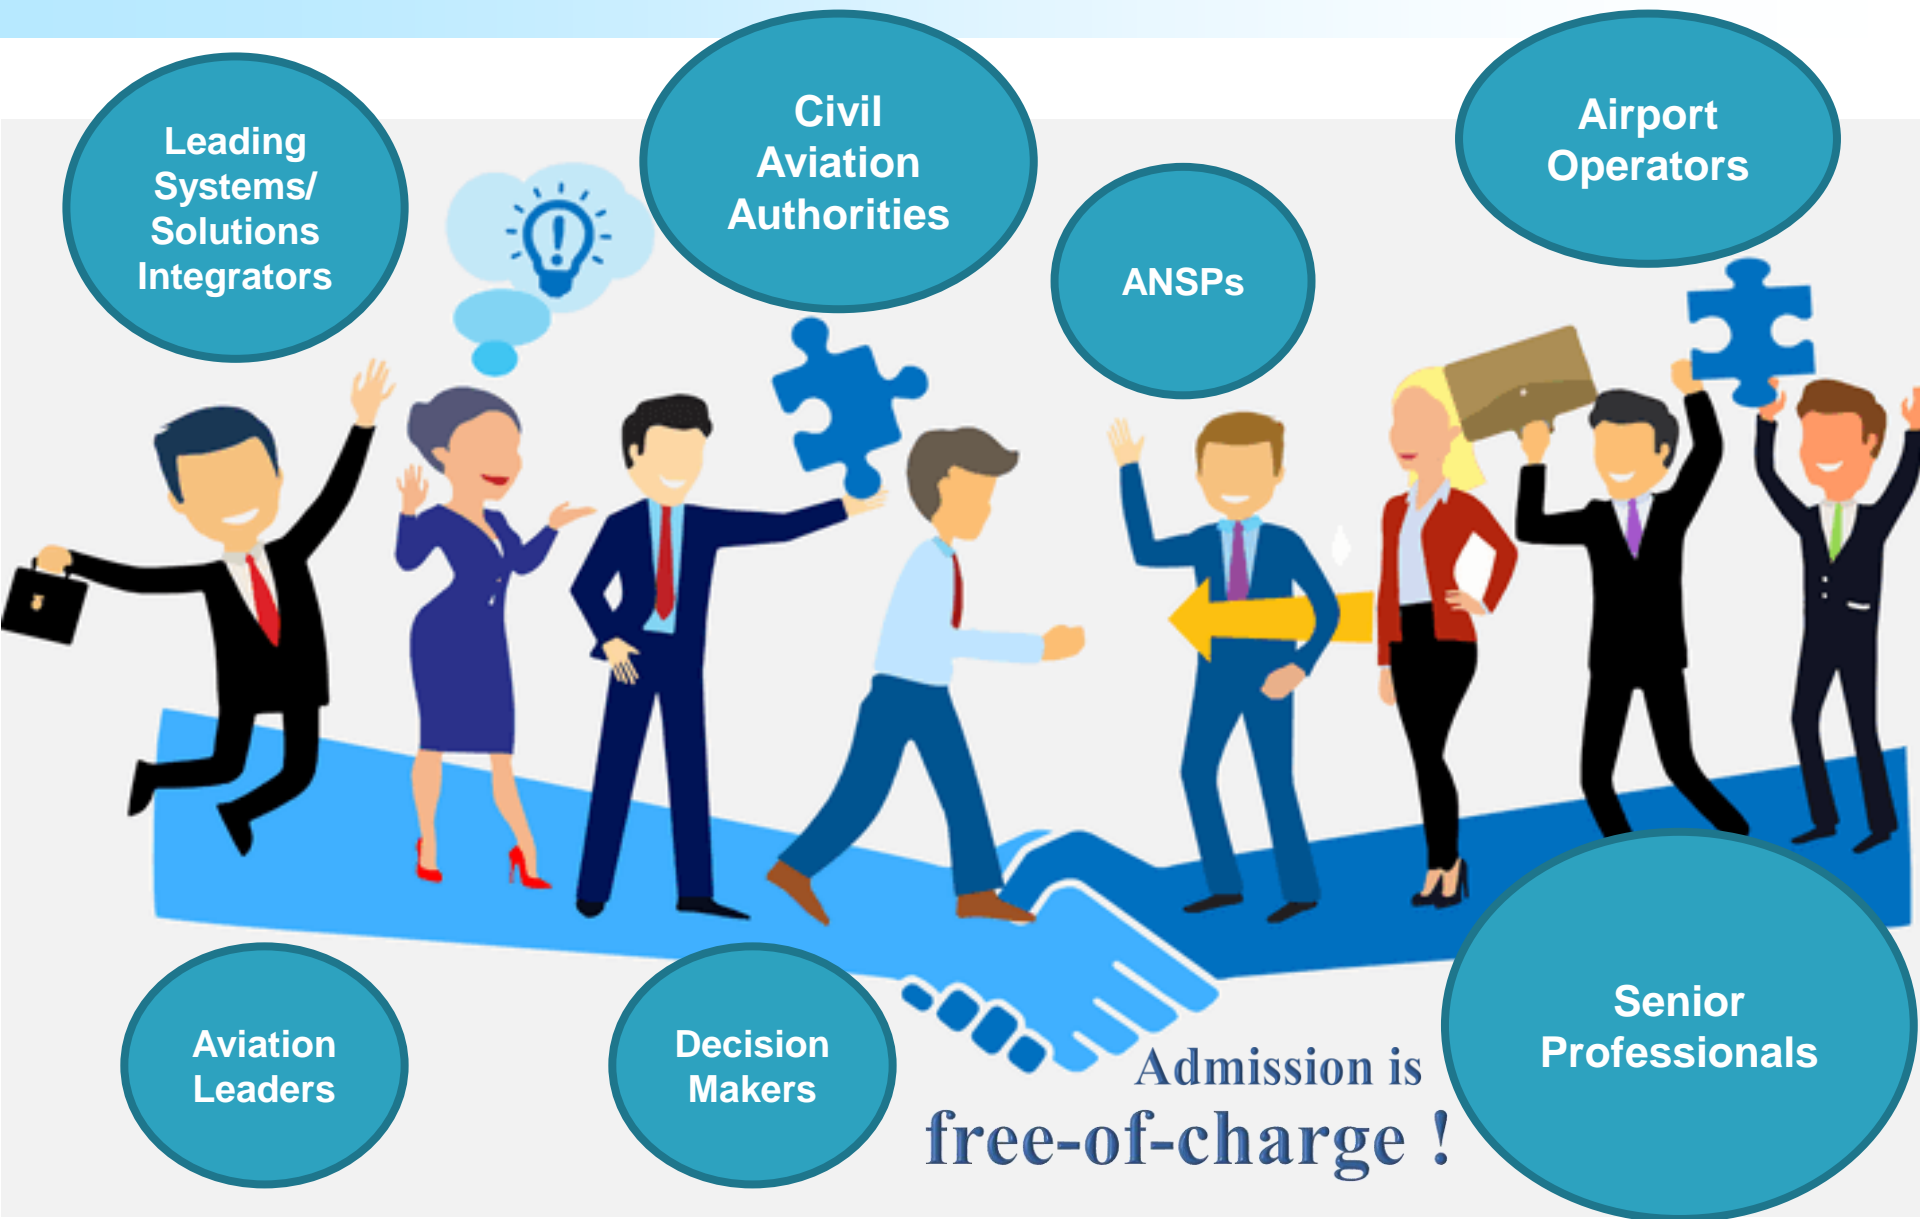 Leading
Systems/
Solutions
Integrators
Civil
Aviation
Authorities
ANSPs
Airport
Operators
Aviation
Leaders
Decision
Makers
Admission is
free-of-charge !
Senior
Professionals